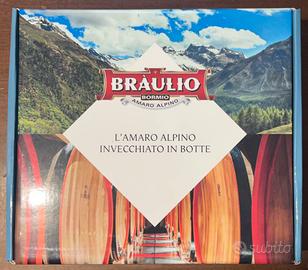 BRAULIO
BORMIO
AMARO ALPINO
L'AMARO ALPINO
INVECCHIATO IN BOTTE
subito